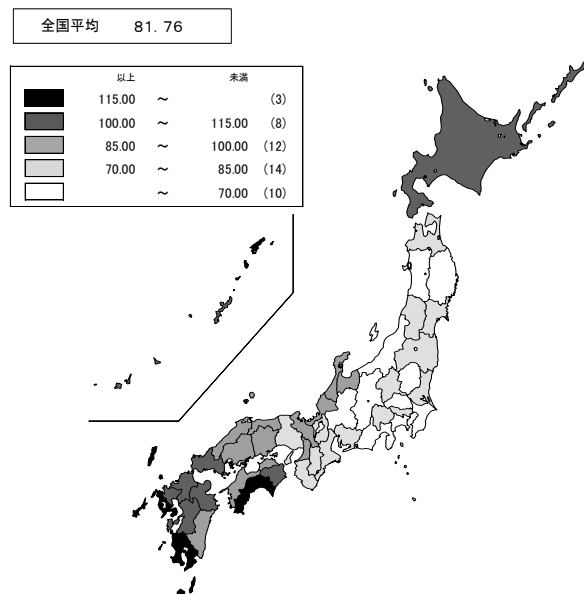 全国平均 81.76
以上 未満
115.00 ～ (3)
100.00 ～ 115.00 (8)
85.00 ～ 100.00 (12)
70.00 ～ 85.00 (14)
～ 70.00 (10)